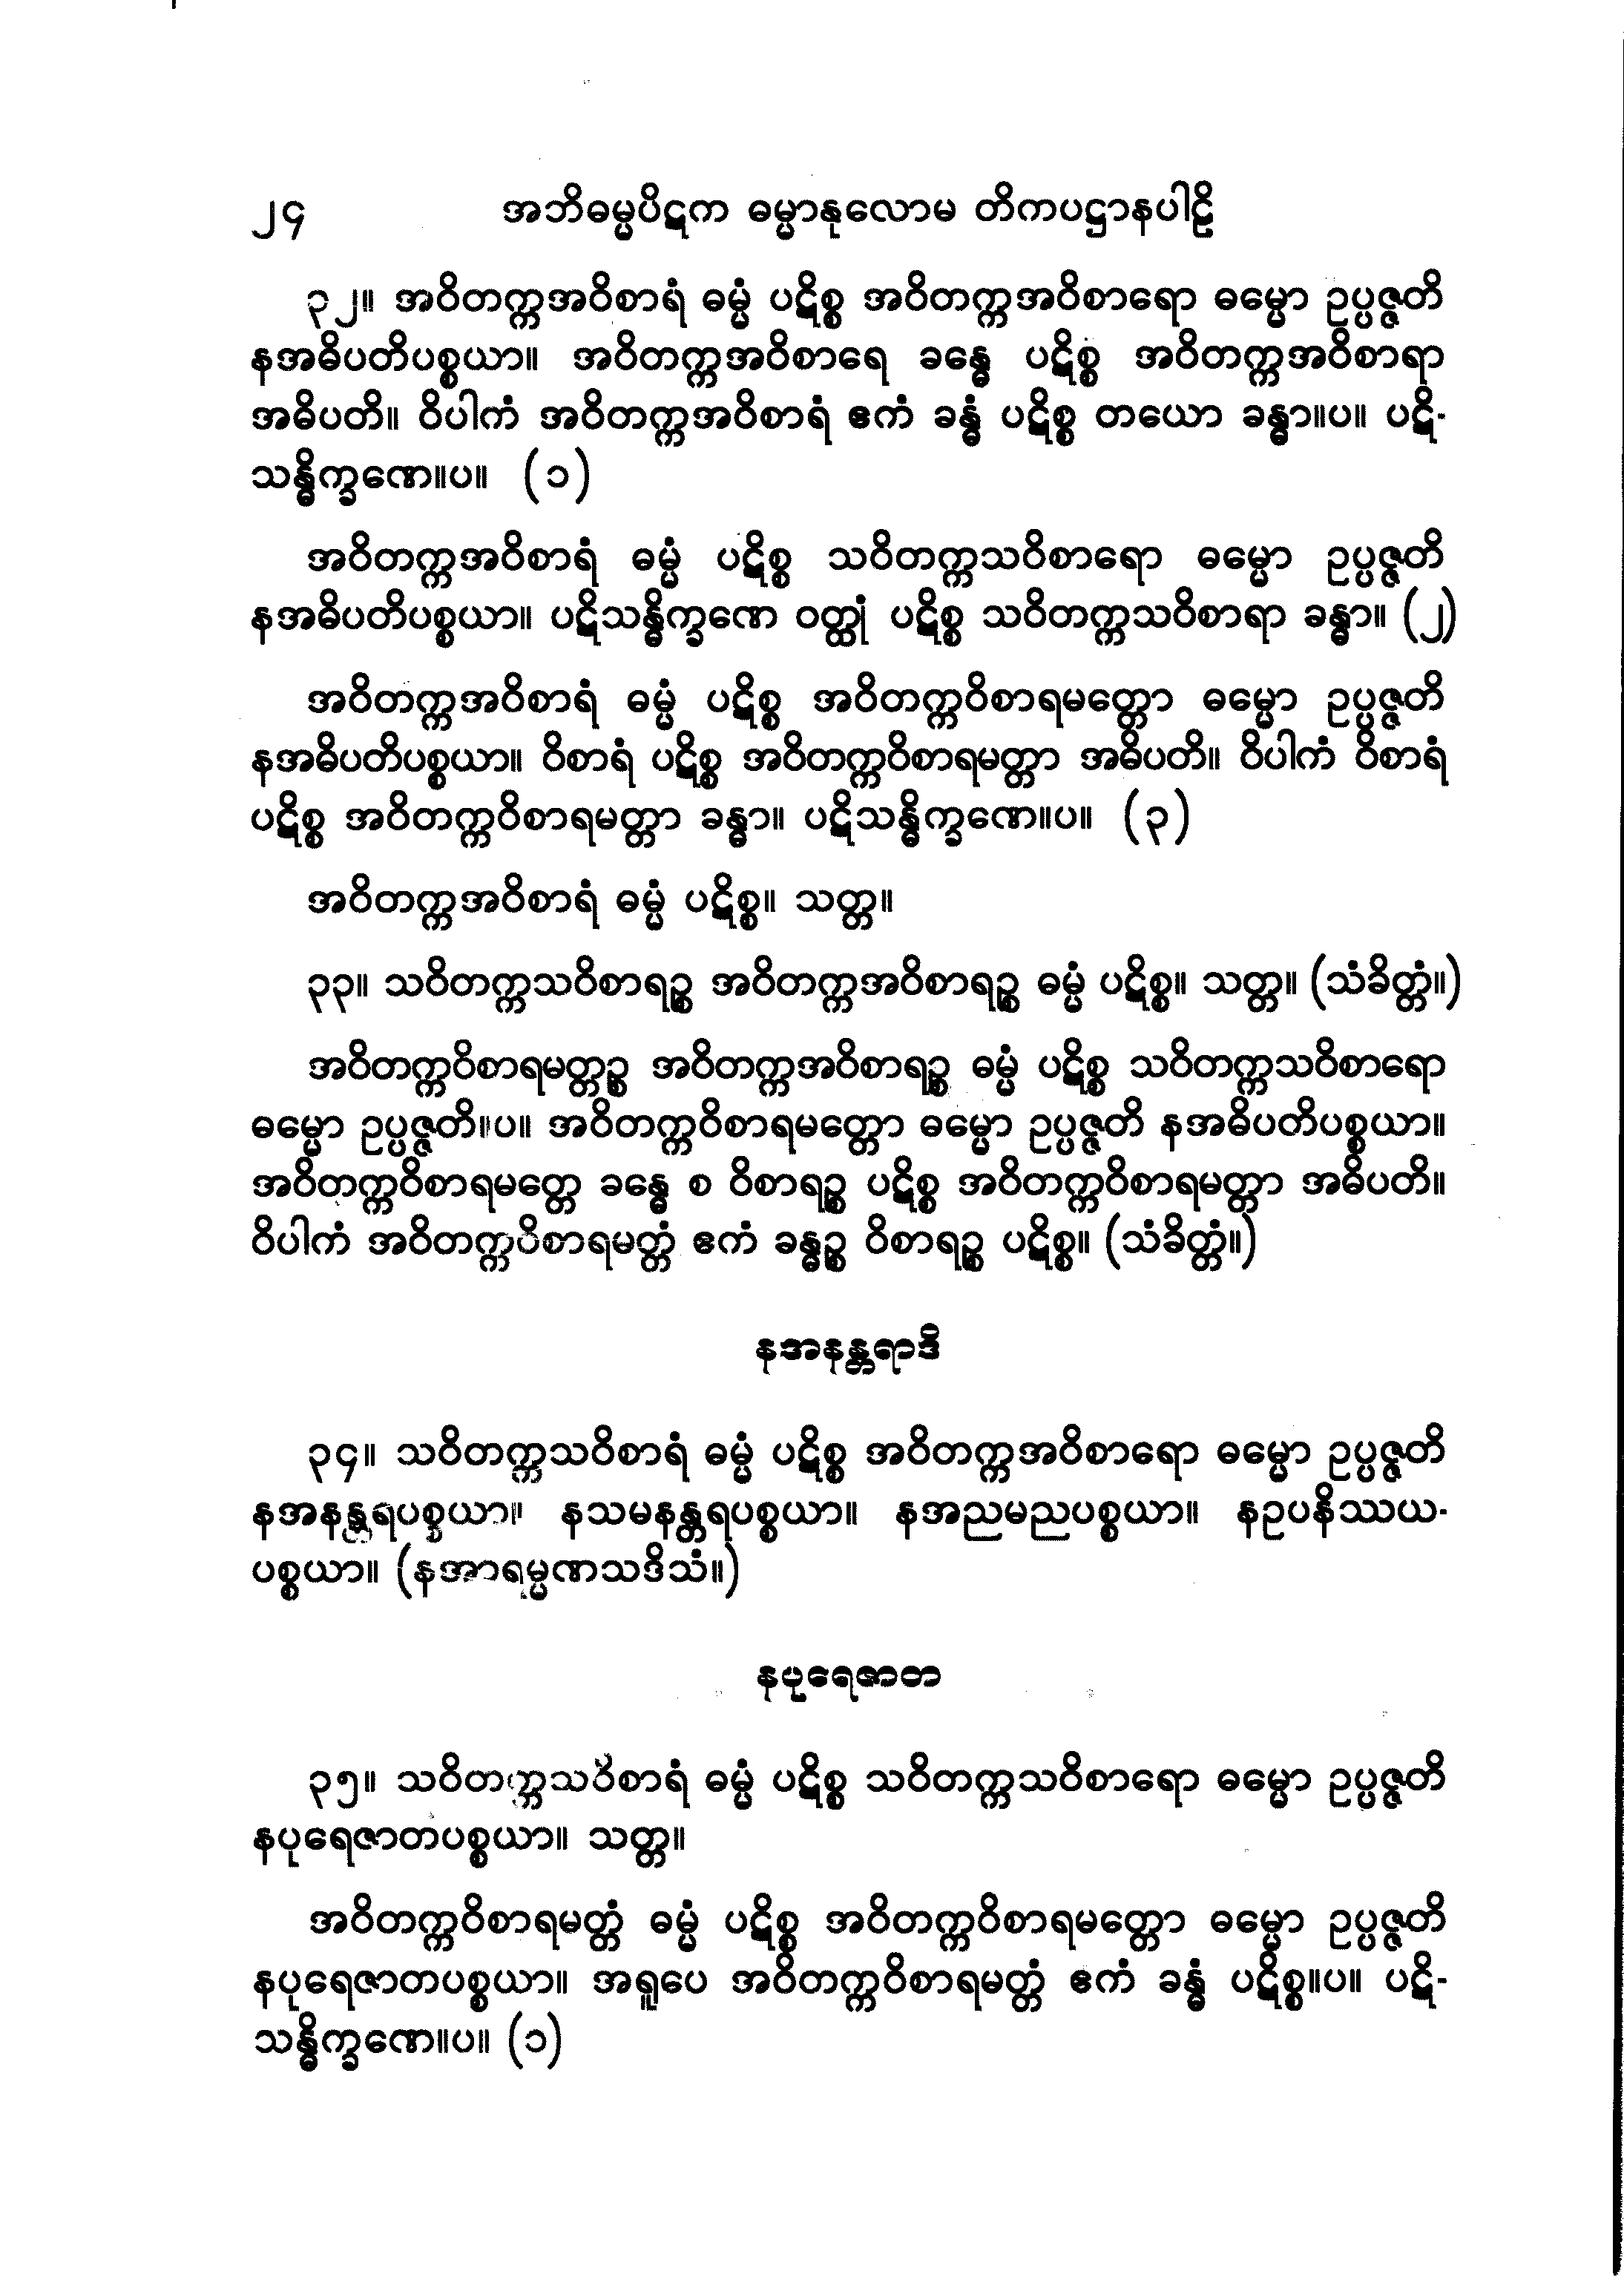 ၂၄ အဘိဓမ္မပိဋက ဓမ္မာနုလောမ တိကပဋ္ဌာနပါဠိ
၃၂။ အဝိတက္ကအဝိစာရံ ဓမ္မံ ပဋိစ္စ အဝိတက္ကအဝိစာရော ဓမ္မော ဥပ္ပဇ္ဇတိ
နအဓိပတိပစ္စယာ။ အဝိတက္ကအဝိစာရေ ခန္ဓေ ပဋိစ္စ အဝိတက္ကအဝိစာရာ
အဓိပတိ။ ဝိပါကံ အဝိတက္ကအဝိစာရံ ဧကံ ခန္ဓံ ပဋိစ္စ တယော ခန္ဓာ။ပ။ ပဋိ-
သန္ဓိက္ခဏေ။ပ။ (၁)
အဝိတက္ကအဝိစာရံ ဓမ္မံ ပဋိစ္စ သဝိတက္ကသဝိစာရော ဓမ္မော ဥပ္ပဇ္ဇတိ
နအဓိပတိပစ္စယာ။ ပဋိသန္ဓိက္ခဏေ ဝတ္ထုံ ပဋိစ္စ သဝိတက္ကသဝိစာရာ ခန္ဓာ။ (၂)
အဝိတက္ကအဝိစာရံ ဓမ္မံ ပဋိစ္စ အဝိတက္ကဝိစာရမတ္တော ဓမ္မော ဥပ္ပဇ္ဇတိ
နအဓိပတိပစ္စယာ။ ဝိစာရံ ပဋိစ္စ အဝိတက္ကဝိစာရမတ္တာ အဓိပတိ။ ဝိပါကံ ဝိစာရံ
ပဋိစ္စ အဝိတက္ကဝိစာရမတ္တာ ခန္ဓာ။ ပဋိသန္ဓိက္ခဏေ။ပ။ (၃)
အဝိတက္ကအဝိစာရံ ဓမ္မံ ပဋိစ္စ။ သတ္တ။
၃၃။ သဝိတက္ကသဝိစာရဉ္စ အဝိတက္ကအဝိစာရဉ္စ ဓမ္မံ ပဋိစ္စ။ သတ္တ။ (သံခိတ္တံ။)
အဝိတက္ကဝိစာရမတ္တဉ္စ အဝိတက္ကအဝိစာရဉ္စ ဓမ္မံ ပဋိစ္စ သဝိတက္ကသဝိစာရော
ဓမ္မော ဥပ္ပဇ္ဇတိ။ပ။ အဝိတက္ကဝိစာရမတ္တော ဓမ္မော ဥပ္ပဇ္ဇတိ နအဓိပတိပစ္စယာ။
အဝိတက္ကဝိစာရမတ္တေ ခန္ဓေ စ ဝိစာရဉ္စ ပဋိစ္စ အဝိတက္ကဝိစာရမတ္တာ အဓိပတိ။
ဝိပါကံ အဝိတက္ကဝိစာရမတ္တံ ဧကံ ခန္ဓဉ္စ ဝိစာရဉ္စ ပဋိစ္စ။ (သံခိတ္တံ။)
နအနန္တရာဒိ
၃၄။ သဝိတက္ကသဝိစာရံ ဓမ္မံ ပဋိစ္စ အဝိတက္ကအဝိစာရော ဓမ္မော ဥပ္ပဇ္ဇတိ
နအနန္တရပစ္စယာ။ နသမနန္တရပစ္စယာ။ နအညမညပစ္စယာ။ နဥပနိဿယ-
ပစ္စယာ။ (နအာရမ္မဏသဒိသံ။)
နပုရေဇာတ
၃၅။ သဝိတက္ကသဝိစာရံ ဓမ္မံ ပဋိစ္စ သဝိတက္ကသဝိစာရော ဓမ္မော ဥပ္ပဇ္ဇတိ
နပုရေဇာတပစ္စယာ။ သတ္တ။
အဝိတက္ကဝိစာရမတ္တံ ဓမ္မံ ပဋိစ္စ အဝိတက္ကဝိစာရမတ္တော ဓမ္မော ဥပ္ပဇ္ဇတိ
နပုရေဇာတပစ္စယာ။ အရူပေ အဝိတက္ကဝိစာရမတ္တံ ဧကံ ခန္ဓံ ပဋိစ္စ။ပ။ ပဋိ-
သန္ဓိက္ခဏေ။ပ။ (၁)